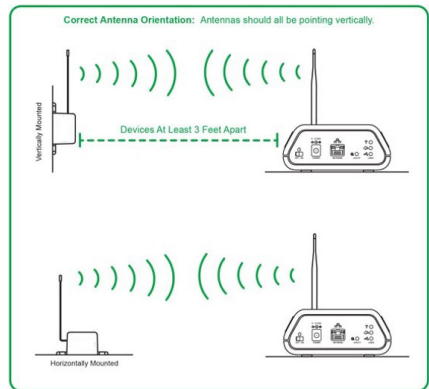 Correct Antenna Orientation: Antennas should all be pointing vertically.
Vertically Mounted
Devices At Least 3 Feet Apart
Horizontally Mounted